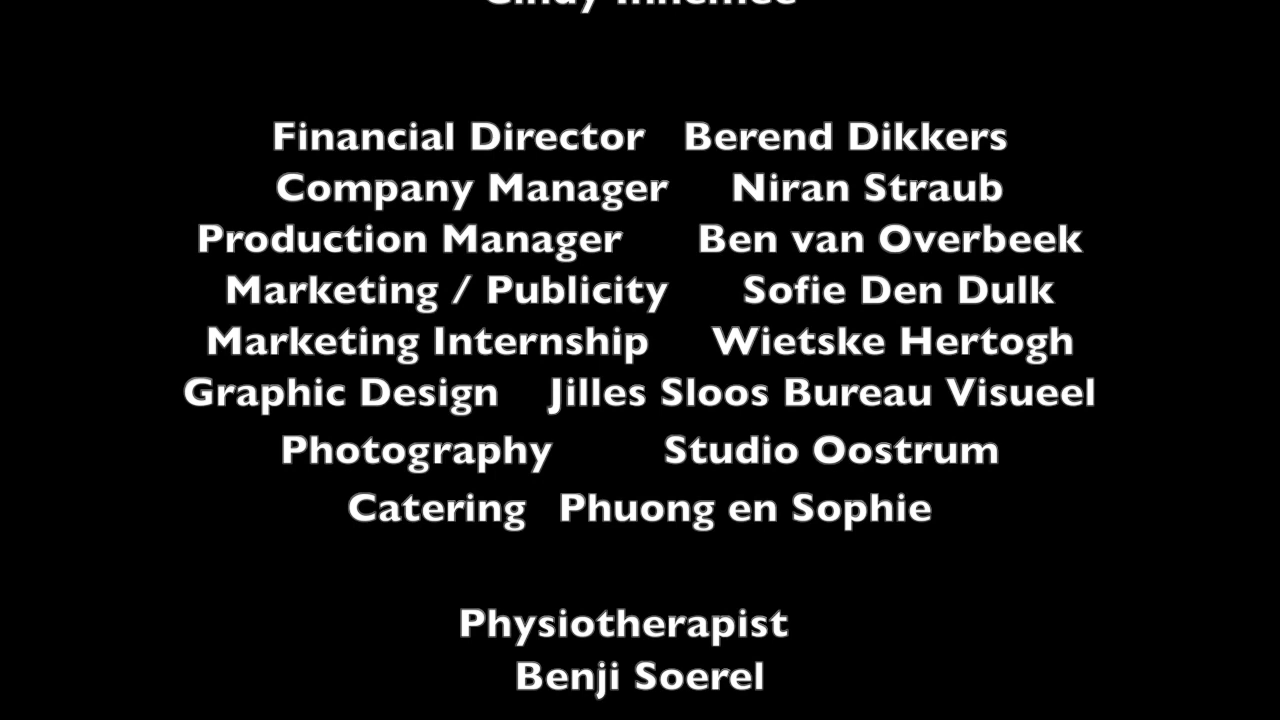 Financial Director Berend Dikkers
Company Manager Niran Straub
Production Manager Ben van Overbeek
Marketing / Publicity Sofie Den Dulk
Marketing Internship Wietske Hertogh
Graphic Design Jilles Sloos Bureau Visueel
Photography Studio Oostrum
Catering Phuong en Sophie
Physiotherapist
Benji Soerel